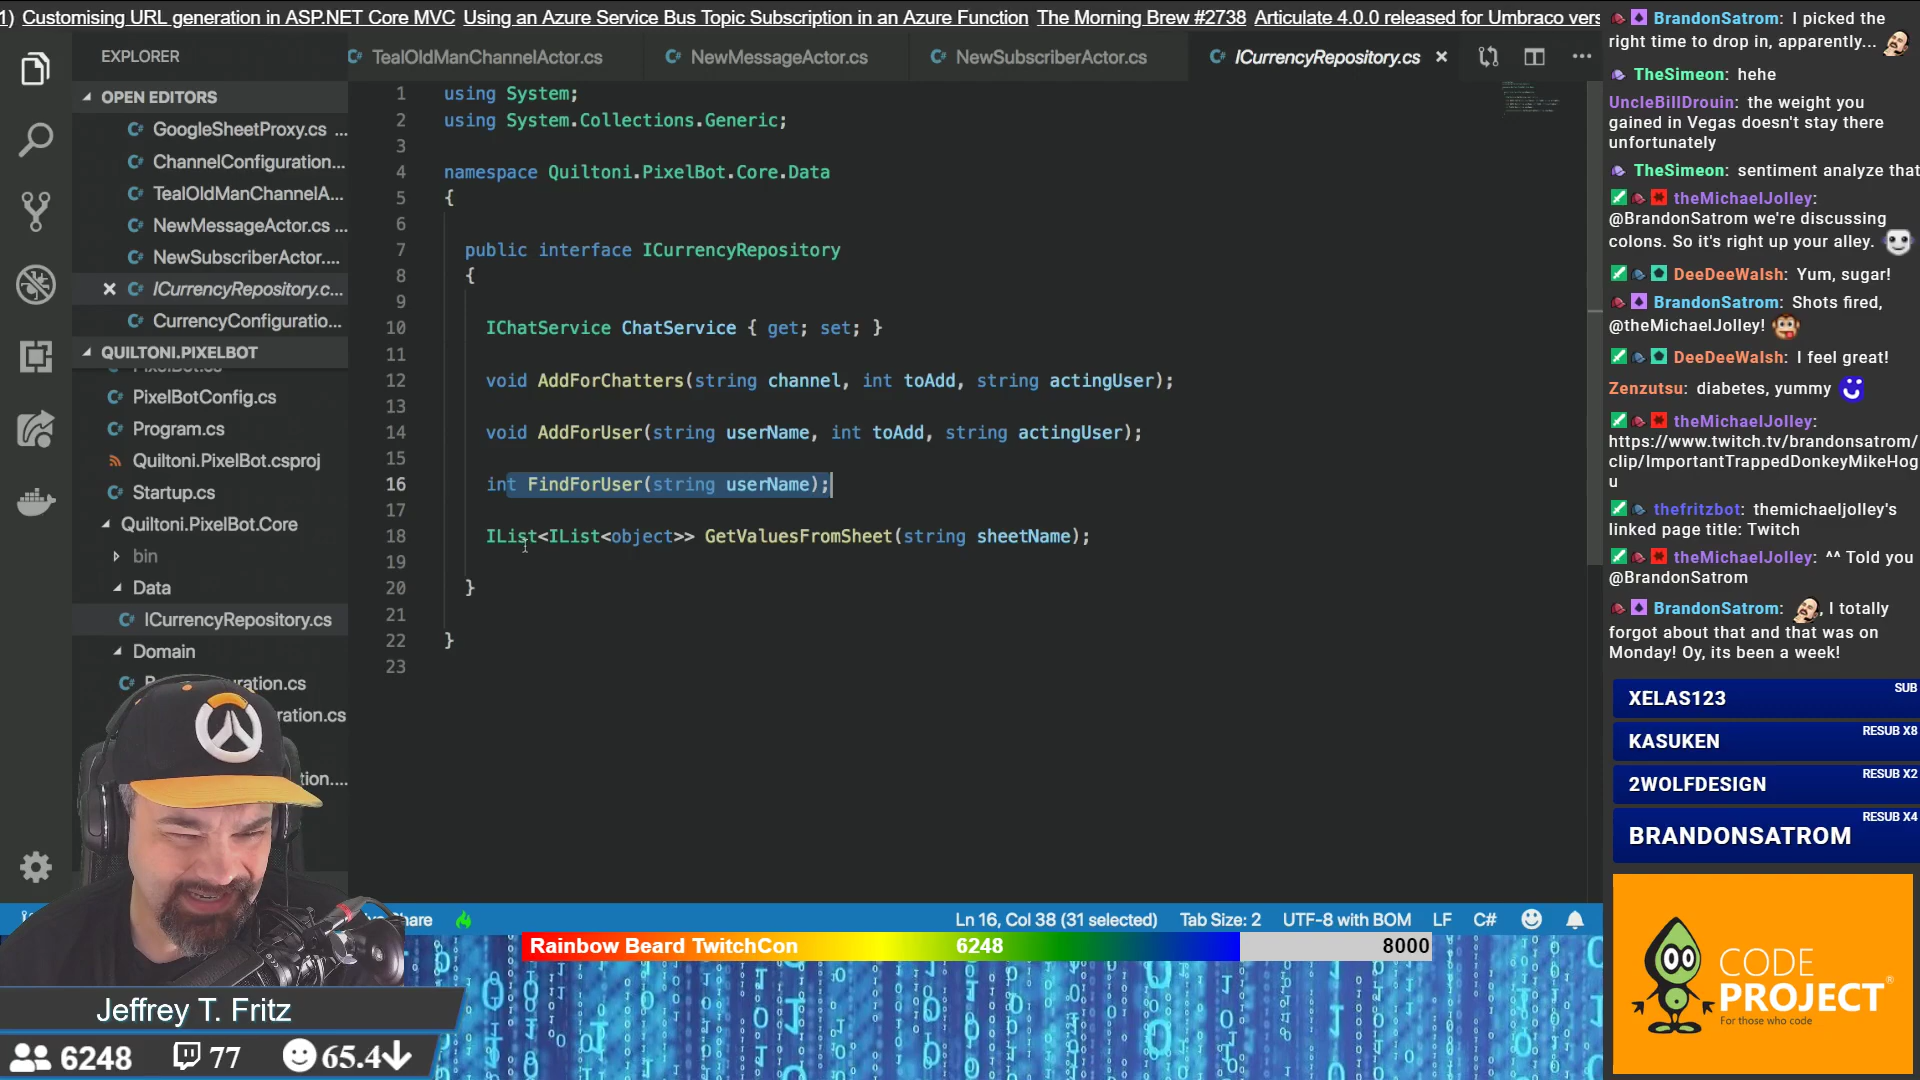 1) Customising URL generation in ASP.NET Core MVC Using an Azure Service Bus Topic Subscription in an Azure Function The Morning Brew #2738 Articulate 4.0.0 released for Umbraco vers
EXPLORER
OPEN EDITORS
GoogleSheetProxy.cs ...
ChannelConfiguration...
TealOldManChannelA...
NewMessageActor.cs ...
NewSubscriberActor....
ICurrencyRepository.c...
CurrencyConfiguratio...
QUILTONI.PIXELBOT
PixelBot.cs
PixelBotConfig.cs
Program.cs
Quiltoni.PixelBot.csproj
Startup.cs
Quiltoni.PixelBot.Core
bin
Data
ICurrencyRepository.cs
Domain
ration.cs
ration.cs
tion....
TealOldManChannelActor.cs
NewMessageActor.cs
NewSubscriberActor.cs
ICurrencyRepository.cs
1 using System;
2 using System.Collections.Generic;
3
4 namespace Quiltoni.PixelBot.Core.Data
5 {
6
7 public interface ICurrencyRepository
8 {
9
10 IChatService ChatService { get; set; }
11
12 void AddForChatters(string channel, int toAdd, string actingUser);
13
14 void AddForUser(string userName, int toAdd, string actingUser);
15
16 int FindForUser(string userName);
17
18 IList<IList<object>> GetValuesFromSheet(string sheetName);
19
20 }
21
22 }
23
hare
Ln 16, Col 38 (31 selected)
Tab Size: 2
UTF-8 with BOM
LF
C#
Rainbow Beard TwitchCon 6248 8000
Jeffrey T. Fritz
6248 77 65.4
BrandonSatrom: I picked the
right time to drop in, apparently...
TheSimeon: hehe
UncleBillDrouin: the weight you
gained in Vegas doesn't stay there
unfortunately
TheSimeon: sentiment analyze that
theMichaelJolley:
@BrandonSatrom we're discussing
colons. So it's right up your alley.
DeeDeeWalsh: Yum, sugar!
BrandonSatrom: Shots fired,
@theMichaelJolley!
DeeDeeWalsh: I feel great!
Zenzutsu: diabetes, yummy
theMichaelJolley:
https://www.twitch.tv/brandonsatrom/
clip/ImportantTrappedDonkeyMikeHog
u
thefritzbot: themichaeljolley's
linked page title: Twitch
theMichaelJolley: ^^ Told you
@BrandonSatrom
BrandonSatrom: , I totally
forgot about that and that was on
Monday! Oy, its been a week!
XELAS123 SUB
KASUKEN RESUB X8
2WOLFDESIGN RESUB X2
BRANDONSATROM RESUB X4
CODE
PROJECT®
For those who code